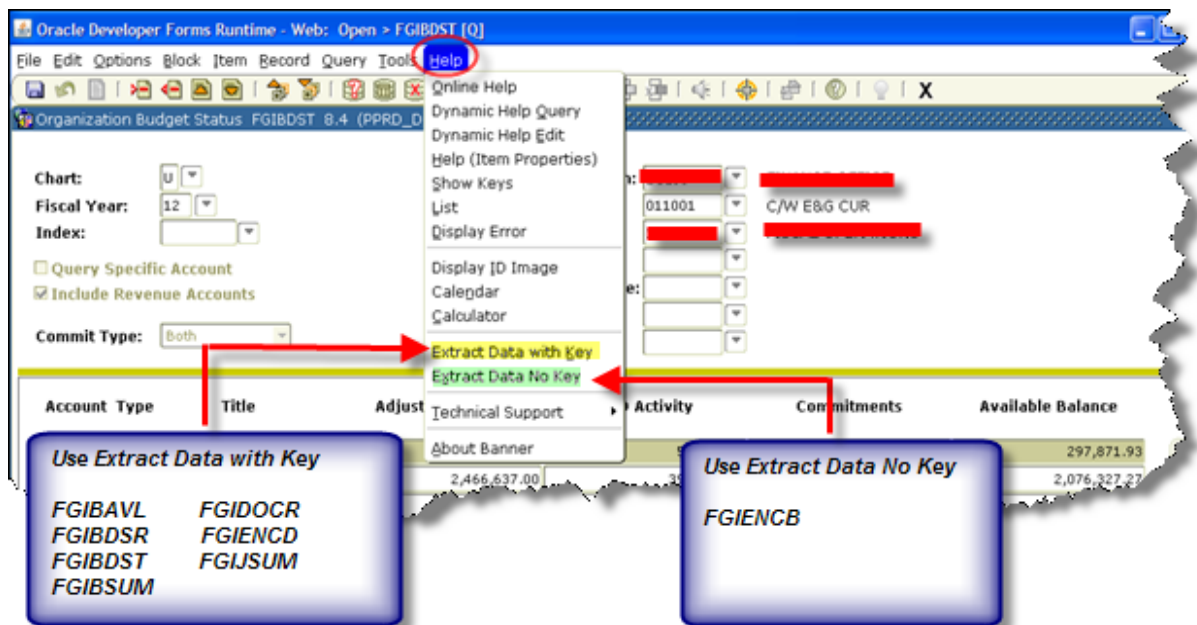 Oracle Developer Forms Runtime - Web: Open > FGIBDST [Q]
File Edit Options Block Item Record Query Tools Help
X
Organization Budget Status FGIBDST 8.4 (PPRD_D
Online Help
Dynamic Help Query
Dynamic Help Edit
Help (Item Properties)
Show Keys
List
Display Error
Display ID Image
Calendar
Calculator
Extract Data with Key
Extract Data No Key
Technical Support
About Banner
Chart: U
Fiscal Year: 12
011001 C/W E&G CUR
Index:
Query Specific Account
Include Revenue Accounts
e:
Commit Type: Both
Account Type Title Adjust Activity Commitments Available Balance
297,871.93
2,466,637.00 39 2,076,327.27
Use Extract Data with Key
FGIBAVL FGIDOCR
FGIBDSR FGIENCD
FGIBDST FGIJSUM
FGIBSUM
Use Extract Data No Key
FGIENCB